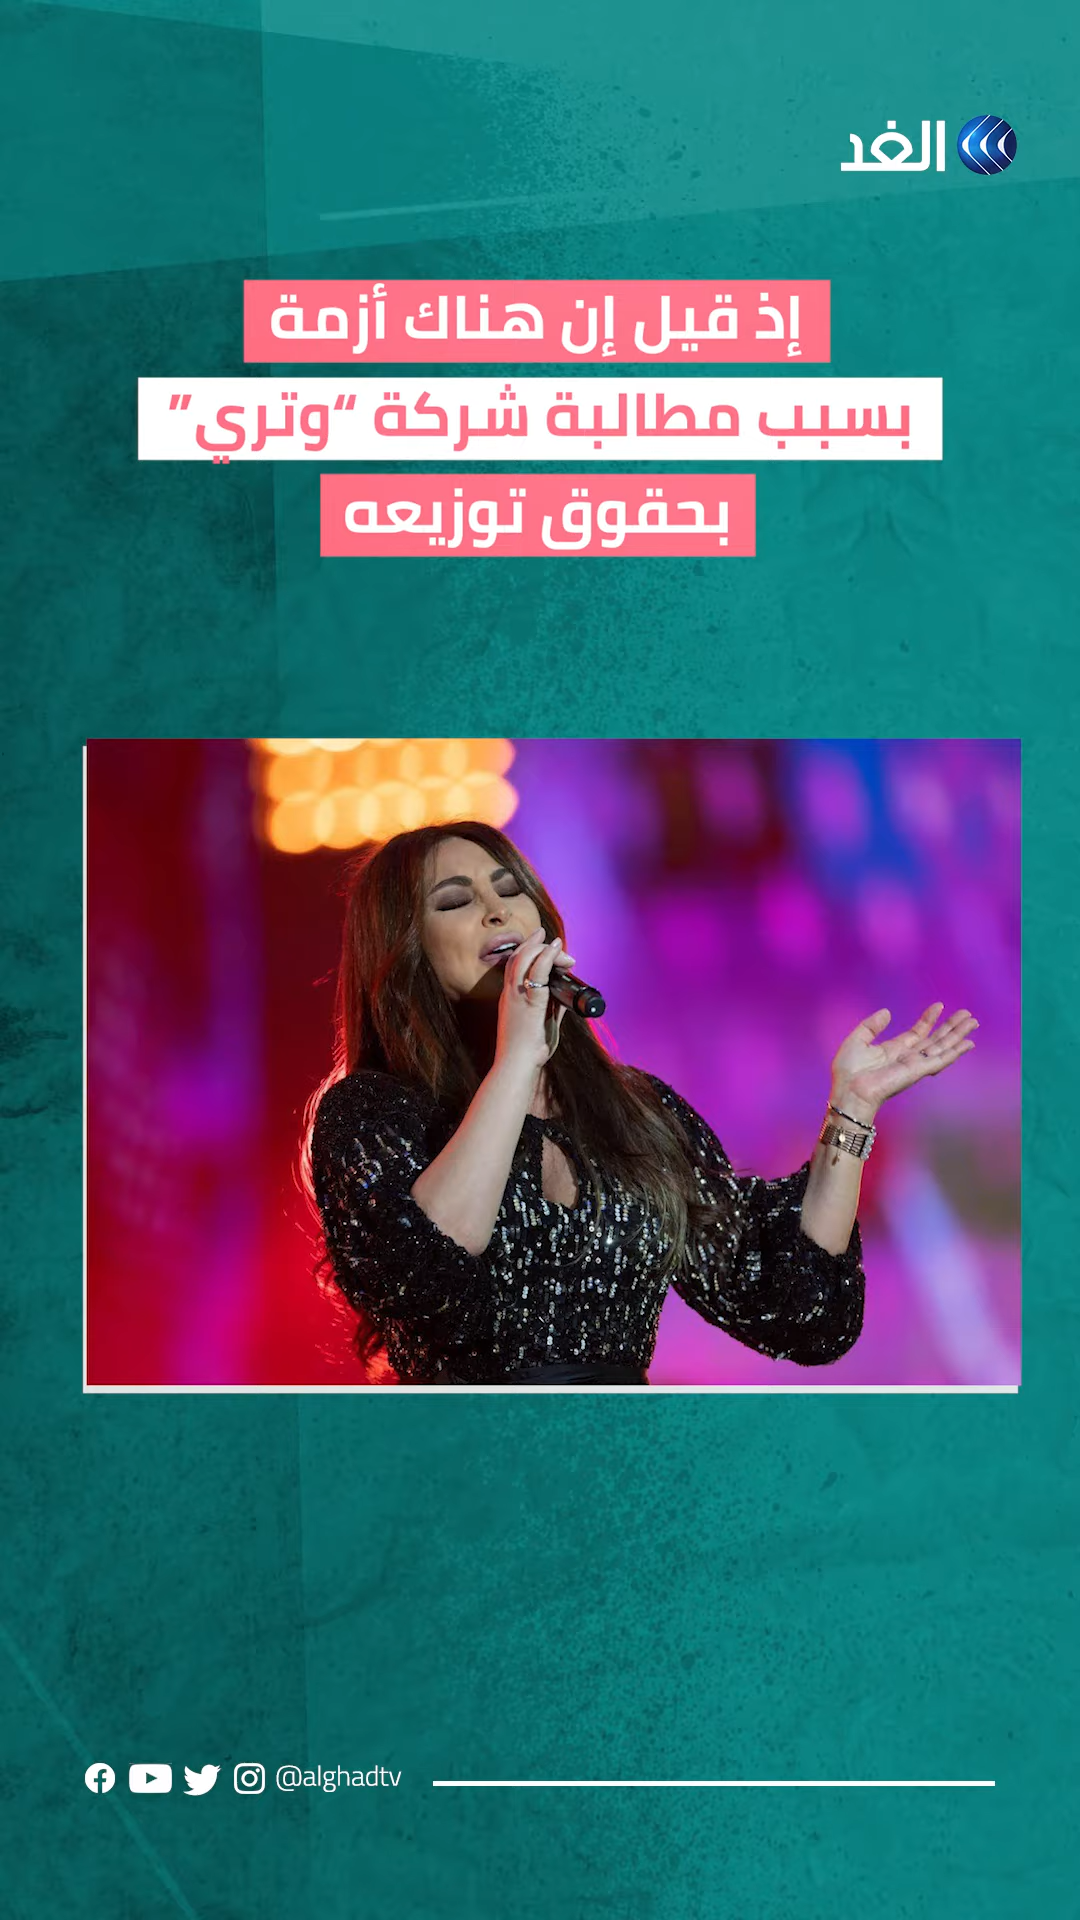 الغد
إذ قيل إن هناك أزمة
بسبب مطالبة شركة “وتري”
بحقوق توزيعه
@alghadtv